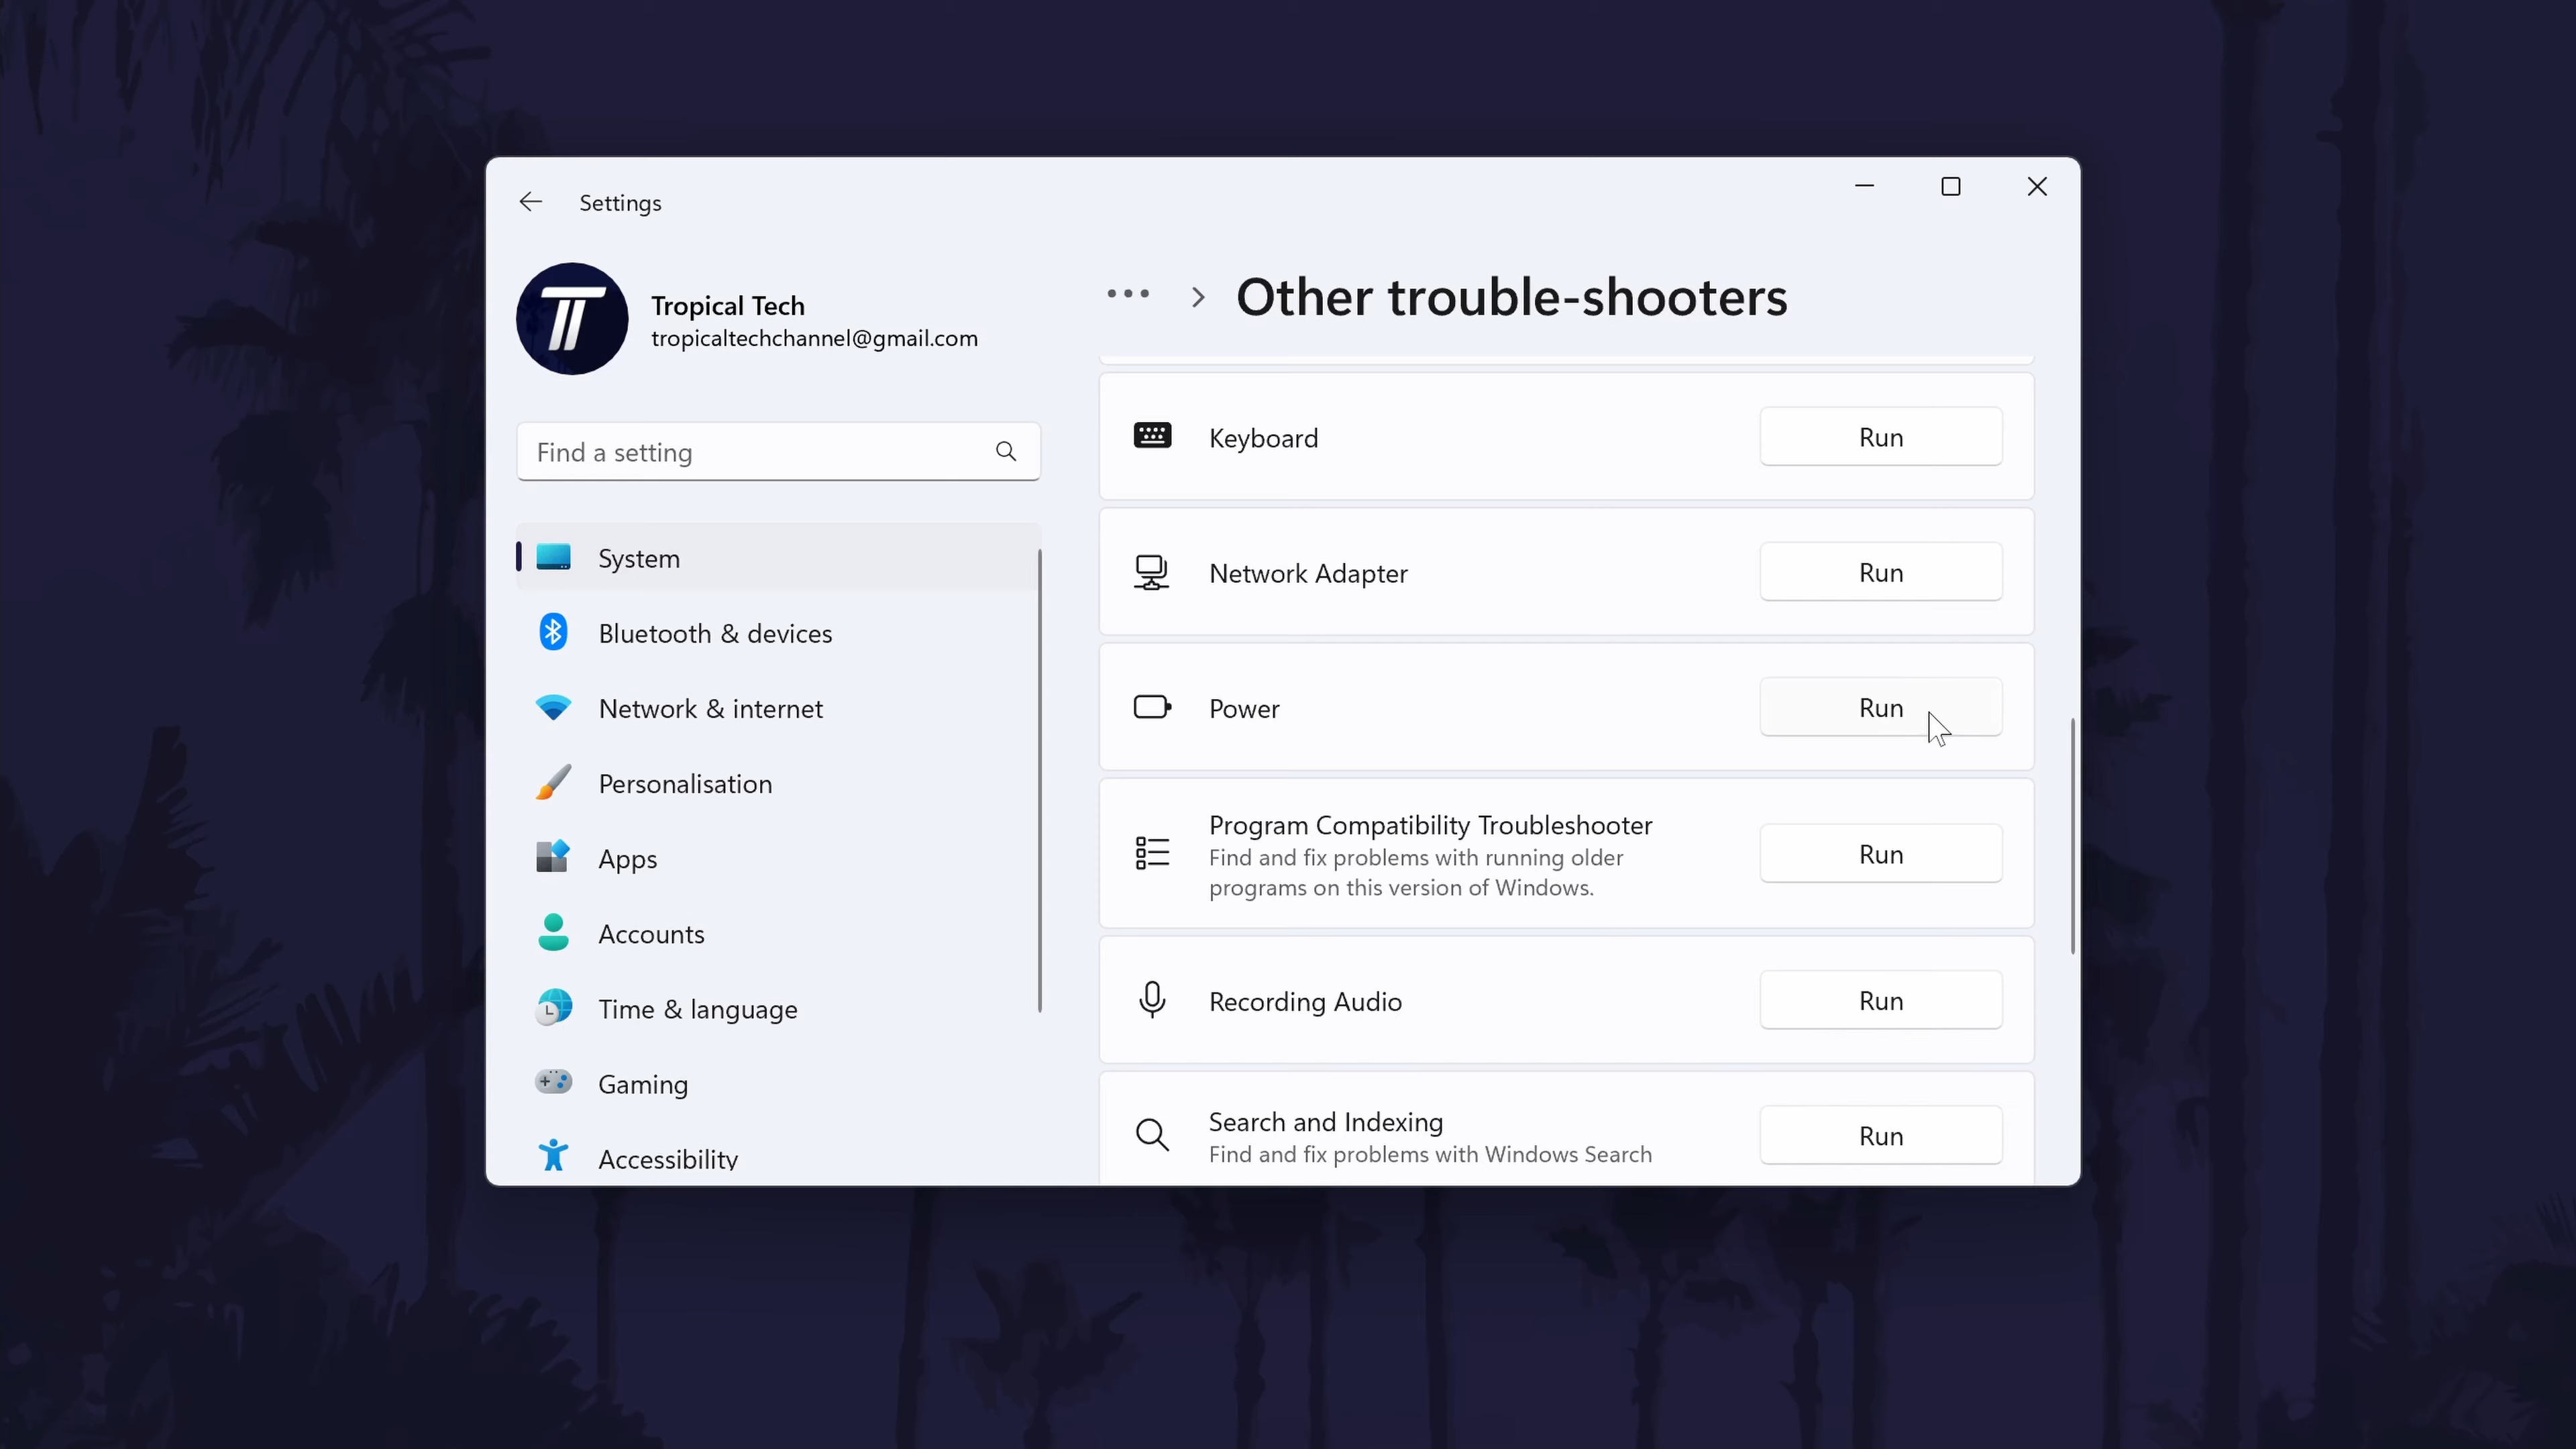 Settings
Tropical Tech
tropicaltechchannel@gmail.com
Find a setting
System
Bluetooth & devices
Network & internet
Personalisation
Apps
Accounts
Time & language
Gaming
Accessibility
Other trouble-shooters
Keyboard
Run
Network Adapter
Run
Power
Run
Program Compatibility Troubleshooter
Find and fix problems with running older
programs on this version of Windows.
Run
Recording Audio
Run
Search and Indexing
Find and fix problems with Windows Search
Run